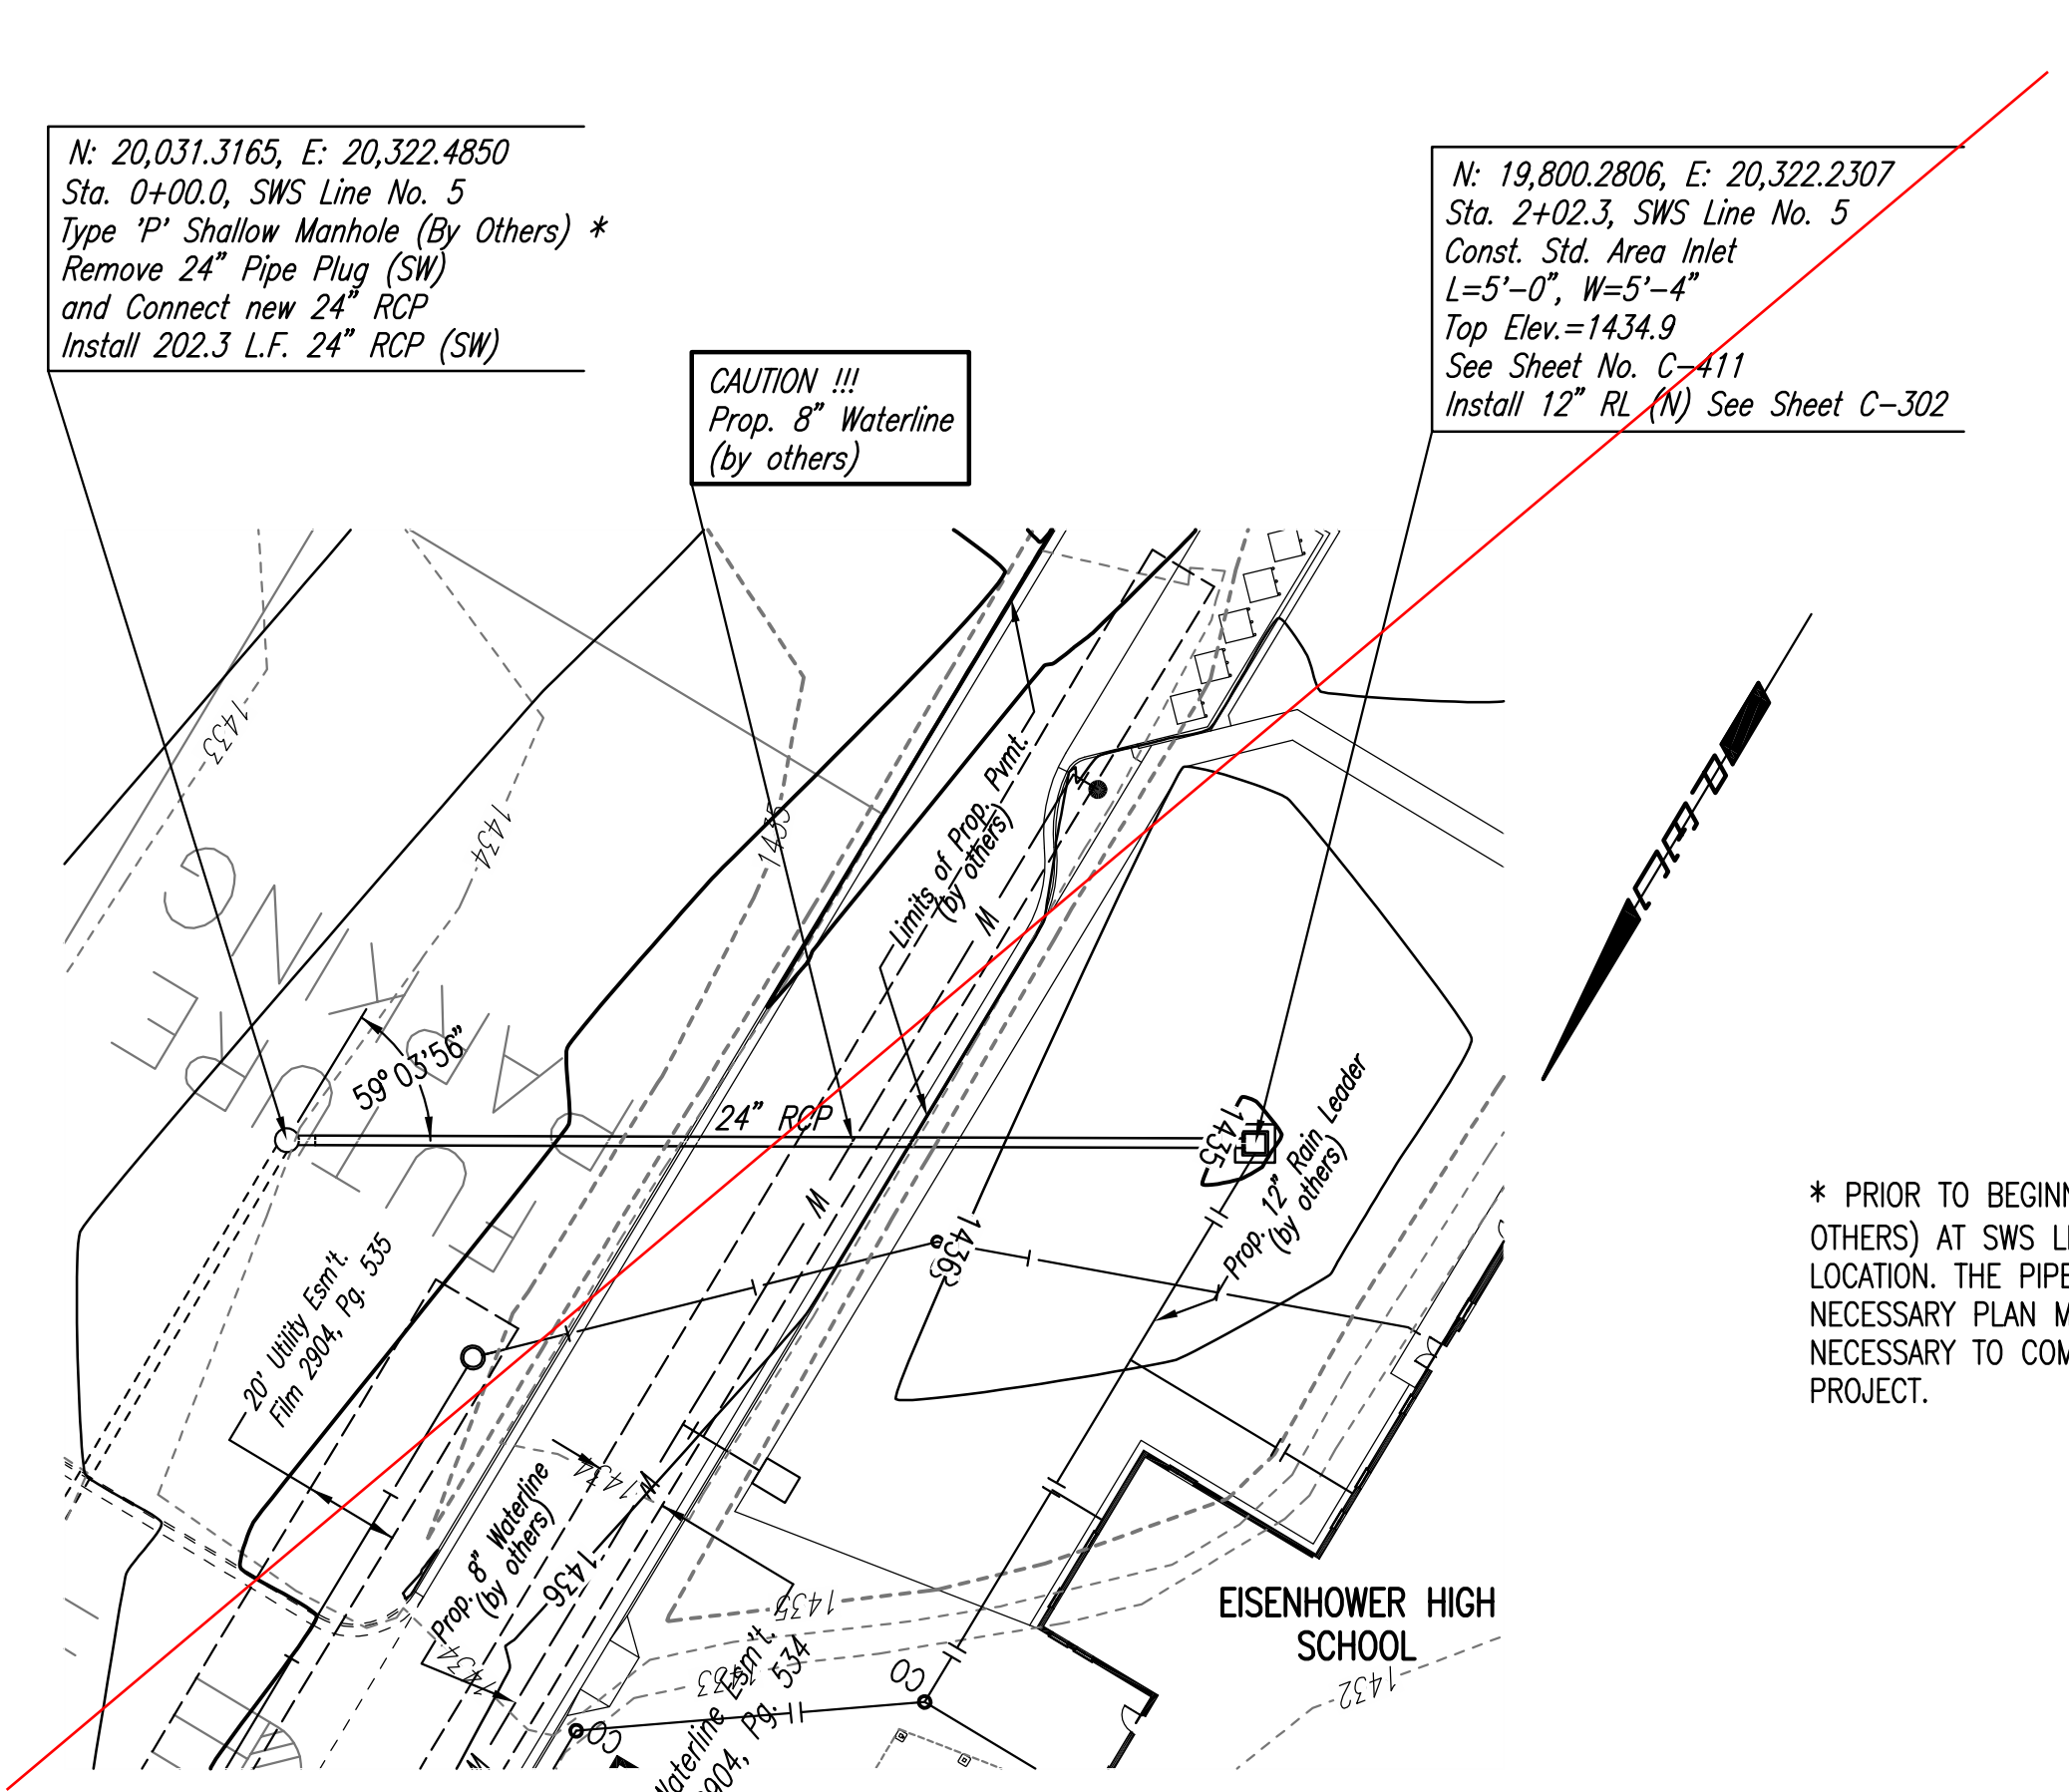 N: 20,031.3165, E: 20,322.4850
Sta. 0+00.0, SWS Line No. 5
Type 'P' Shallow Manhole (By Others) *
Remove 24" Pipe Plug (SW)
and Connect new 24" RCP
Install 202.3 L.F. 24" RCP (SW)
CAUTION !!!
Prop. 8" Waterline
(by others)
N: 19,800.2806, E: 20,322.2307
Sta. 2+02.3, SWS Line No. 5
Const. Std. Area Inlet
L=5'-0", W=5'-4"
Top Elev.=1434.9
See Sheet No. C-411
Install 12" RL (N) See Sheet C-302
1433
1434
Limits of Prop. Pvmt.
(by others)
W
59° 03'56"
24" RCP
1435
Prop. 12" Rain Leader
(by others)
W
* PRIOR TO BEGINN
OTHERS) AT SWS LI
LOCATION. THE PIPE
NECESSARY PLAN M
NECESSARY TO COM
PROJECT.
20' Utility Esm't.
Film 2904, Pg. 535
1434
W
Prop. 8" Waterline
(by others)
1436
1435
EISENHOWER HIGH
SCHOOL
1434
1432
CO
CO
W
Waterline Esm't.
2904, Pg. 534